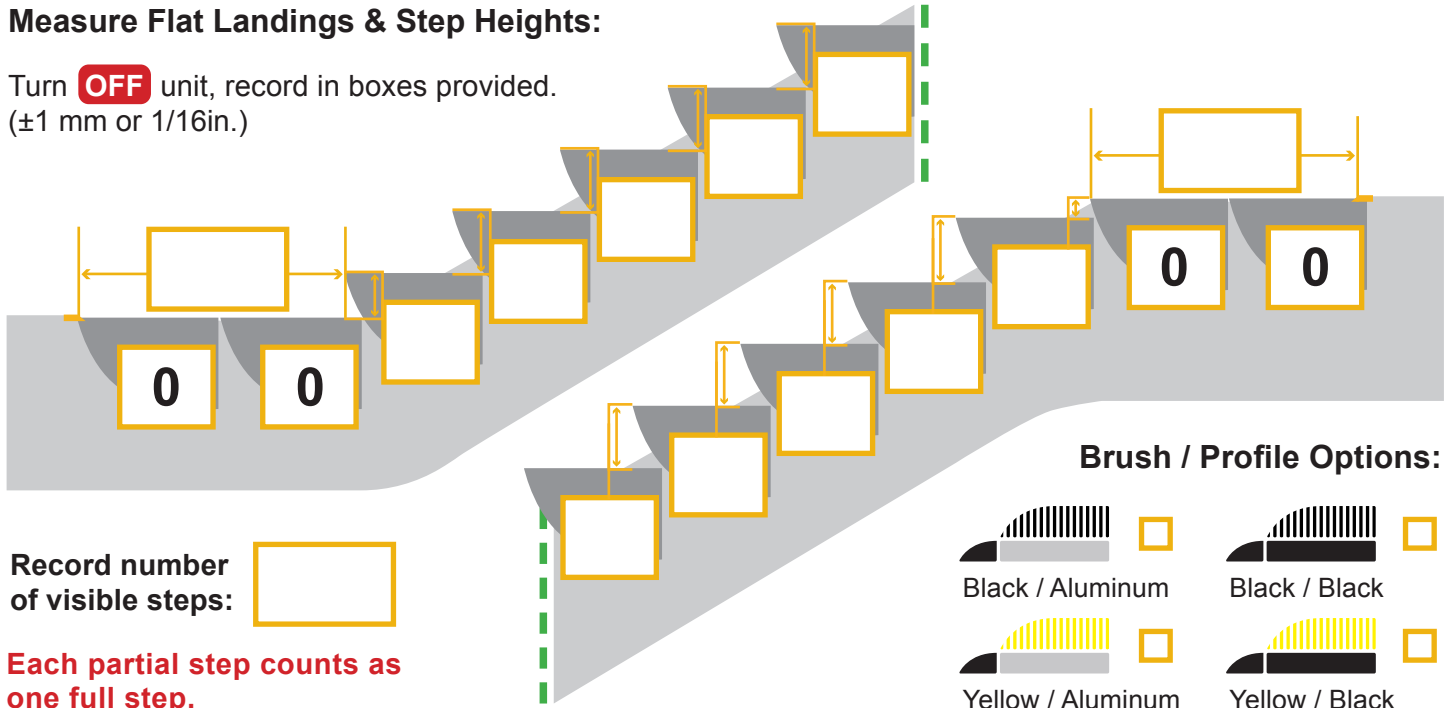 Measure Flat Landings & Step Heights:
Turn OFF unit, record in boxes provided.
(±1 mm or 1/16in.)
0 0
0 0
Record number
of visible steps:
Each partial step counts as
one full step.
Brush / Profile Options:
Black / Aluminum
Black / Black
Yellow / Aluminum
Yellow / Black